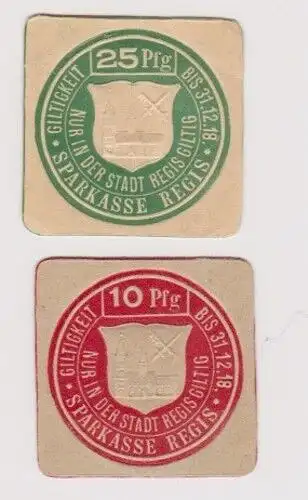 25 Pfg
GILTIGKEIT BIS 31.12.18.
NUR IN DER STADT REGIS GILTIG
• SPARKASSE REGIS •
10 Pfg
GILTIGKEIT BIS 31.12.18.
NUR IN DER STADT REGIS GILTIG
• SPARKASSE REGIS •